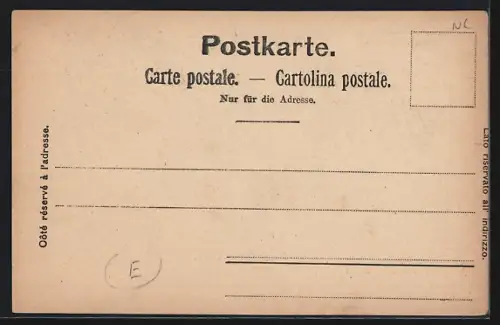 NL
Postkarte.
Carte postale. — Cartolina postale.
Nur für die Adresse.
Côté réservé à l'adresse.
Lato riservato all' indirizzo.
E